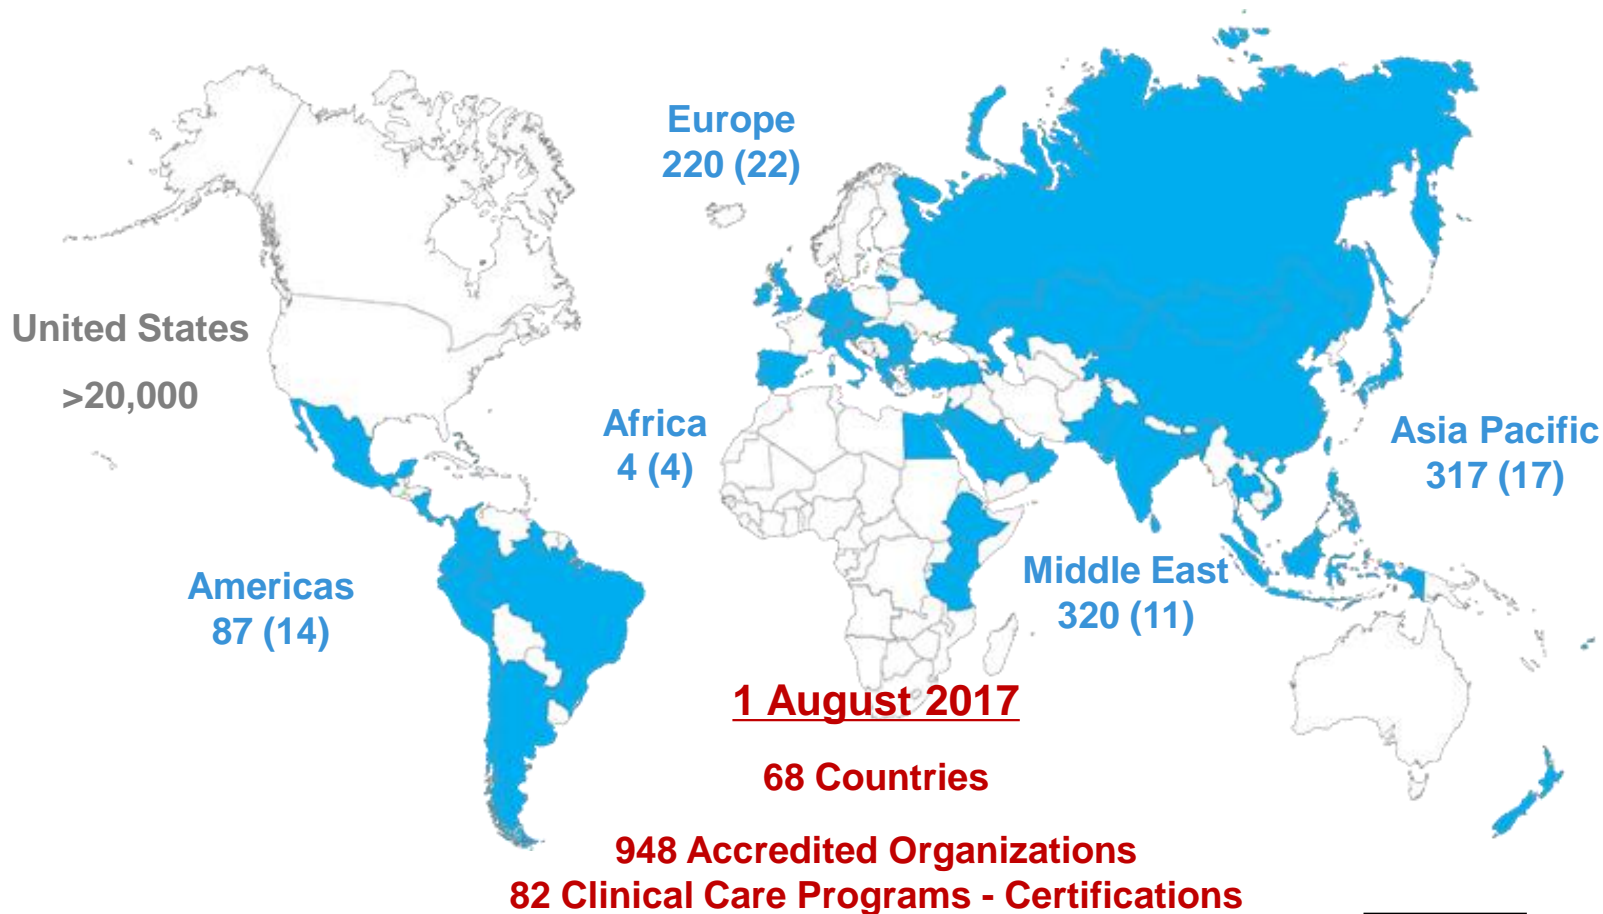 Europe
220 (22)
United States
>20,000
Africa
4 (4)
Asia Pacific
317 (17)
Middle East
320 (11)
Americas
87 (14)
1 August 2017
68 Countries
948 Accredited Organizations
82 Clinical Care Programs - Certifications